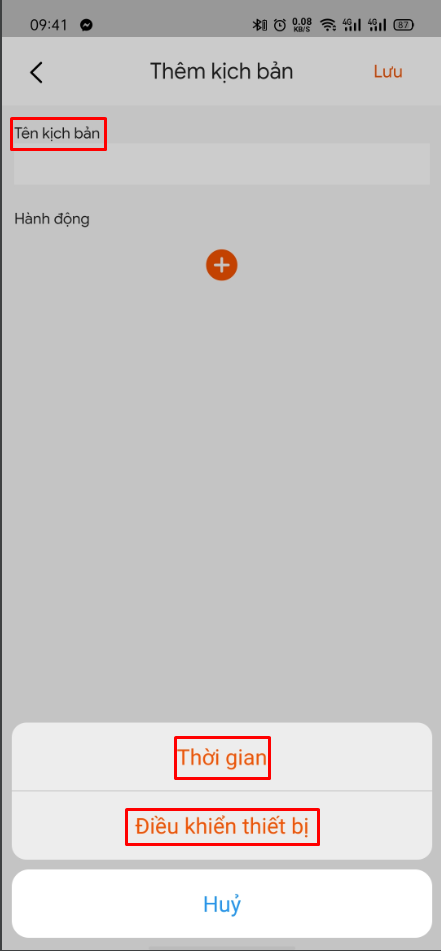 09:41
0.08
KB/S
4G
4G
87
Thêm kịch bản
Lưu
Tên kịch bản
Hành động
Thời gian
Điều khiển thiết bị
Huỷ